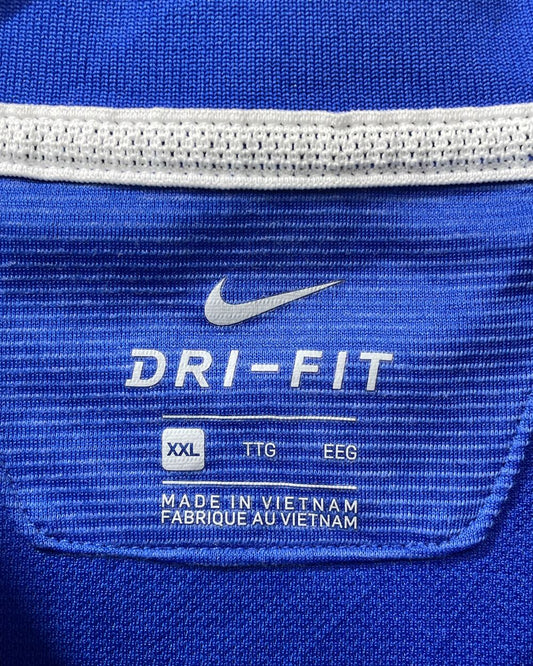 DRI-FIT
XXL TTG EEG
MADE IN VIETNAM
FABRIQUE AU VIETNAM